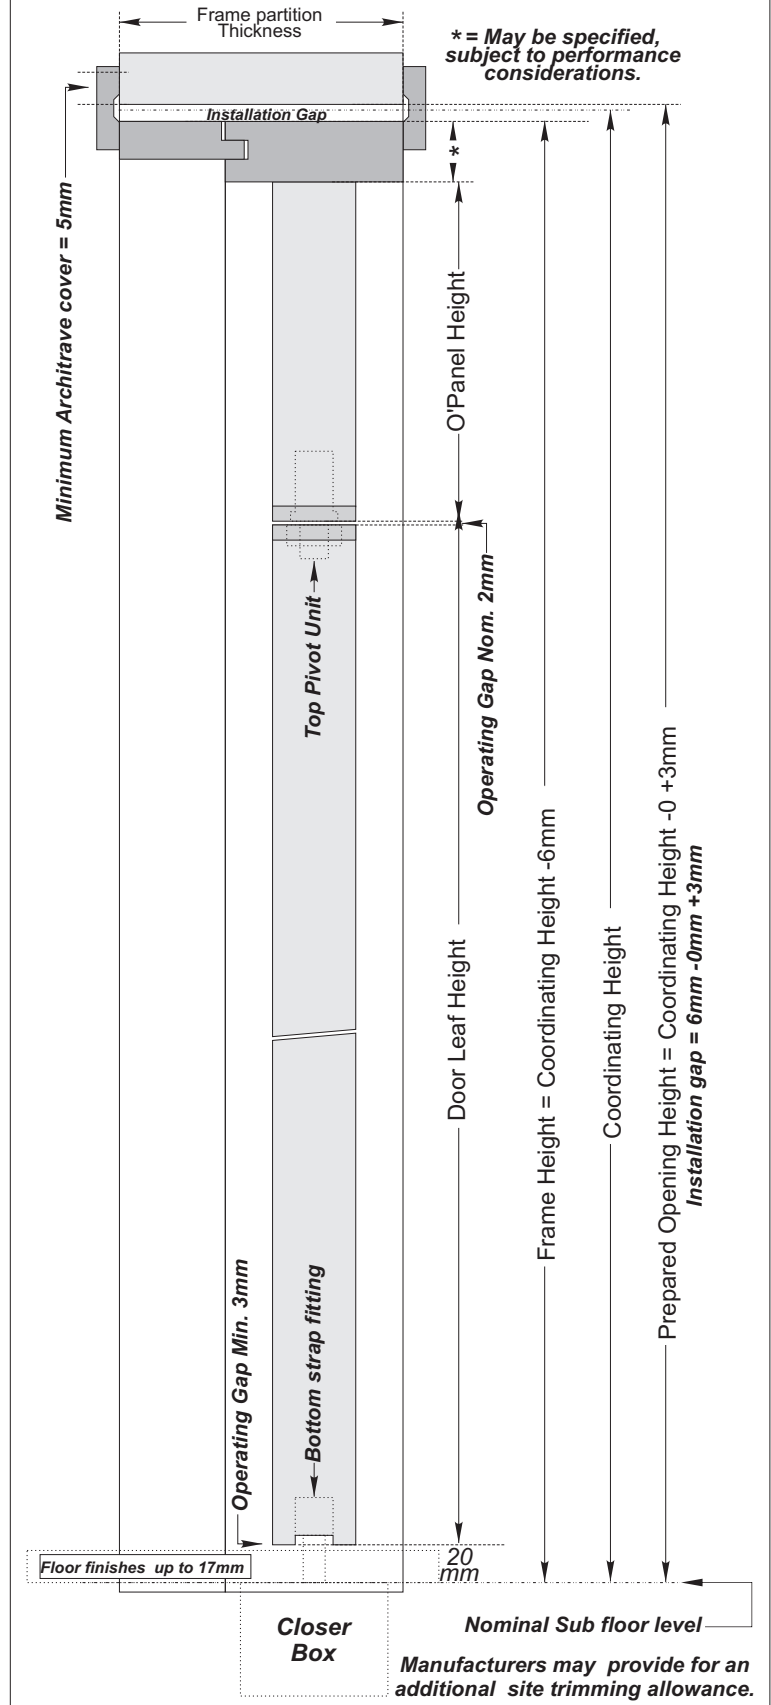 Frame partition
Thickness
* = May be specified,
subject to performance
considerations.
Installation Gap
*
Minimum Architrave cover = 5mm
O'Panel Height
Operating Gap Nom. 2mm
Top Pivot Unit
Door Leaf Height
Frame Height = Coordinating Height -6mm
Coordinating Height
Prepared Opening Height = Coordinating Height -0 +3mm
Installation gap = 6mm -0mm +3mm
Operating Gap Min. 3mm
Bottom strap fitting
Floor finishes up to 17mm
20
mm
Closer
Box
Nominal Sub floor level
Manufacturers may provide for an
additional site trimming allowance.